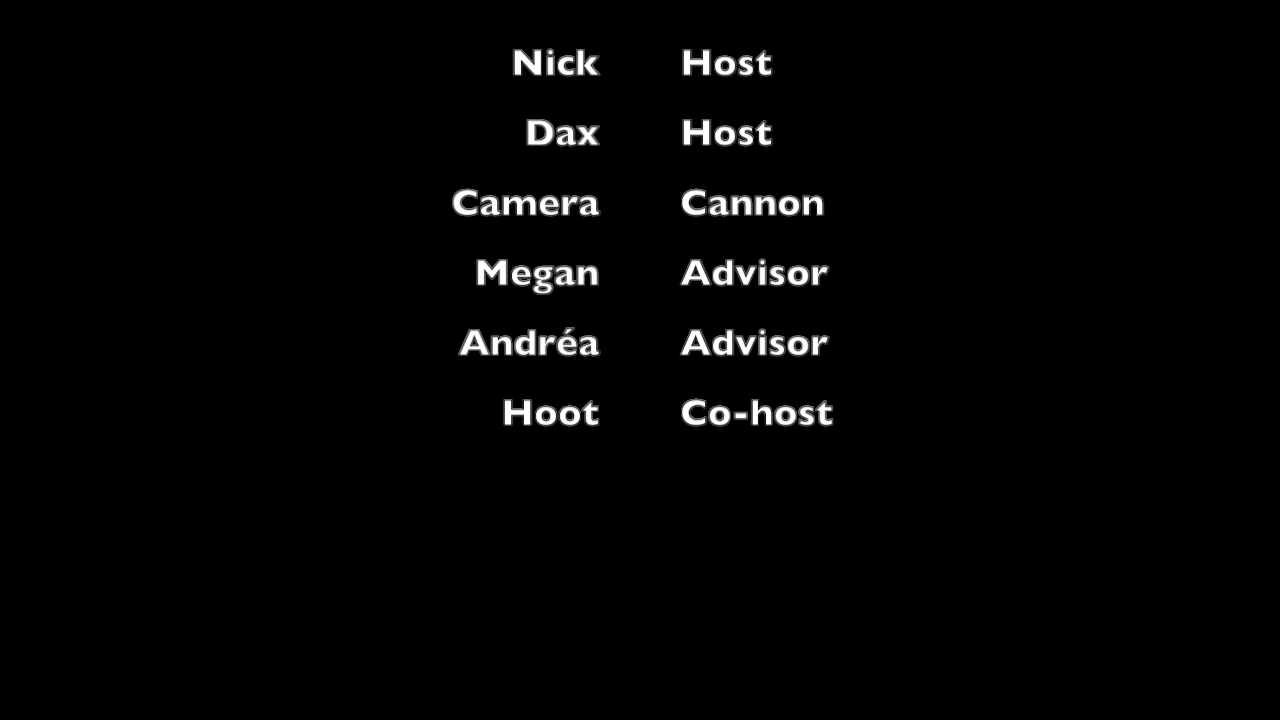 Nick Host
Dax Host
Camera Cannon
Megan Advisor
Andréa Advisor
Hoot Co-host